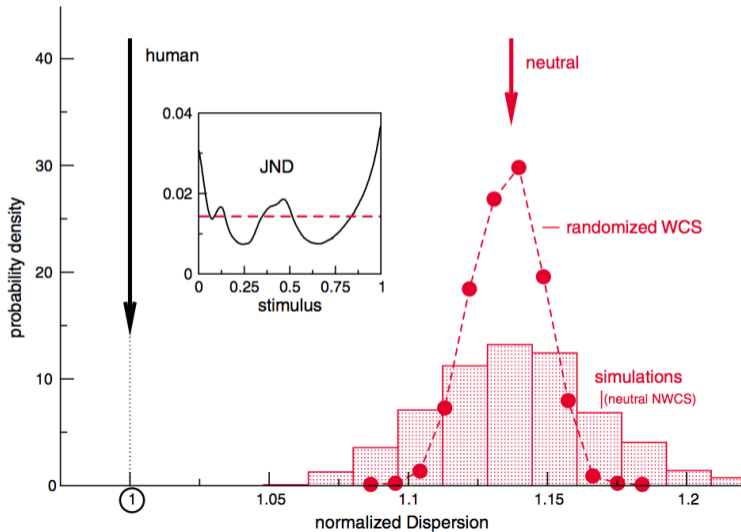 40
30
20
10
0
probability density
human
neutral
0.04
0.02
0
JND
0
0.25
0.5
0.75
1
stimulus
randomized WCS
simulations
(neutral NWCS)
1
1.05
1.1
1.15
1.2
normalized Dispersion